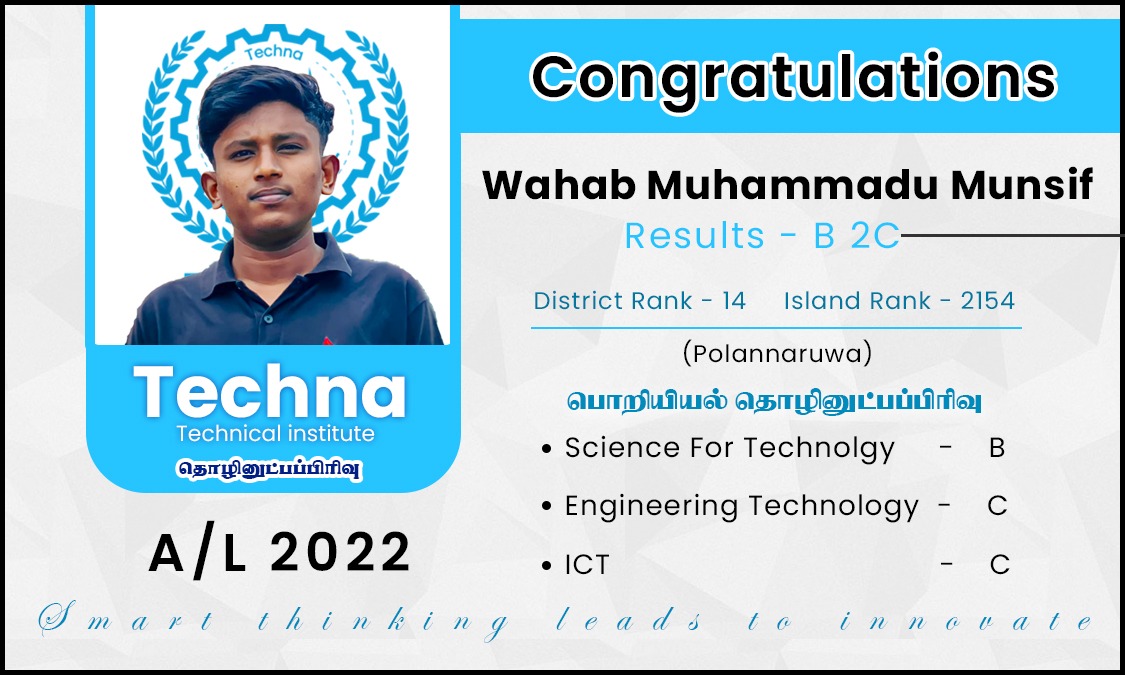 Techna
Congratulations
Wahab Muhammadu Munsif
Results - B 2C
District Rank - 14 Island Rank - 2154
(Polannaruwa)
பொறியியல் தொழினுட்பப்பிரிவு
• Science For Technolgy - B
• Engineering Technology - C
• ICT - C
Techna
Technical institute
தொழினுட்பப்பிரிவு
A/L 2022
Smart thinking leads to innovate